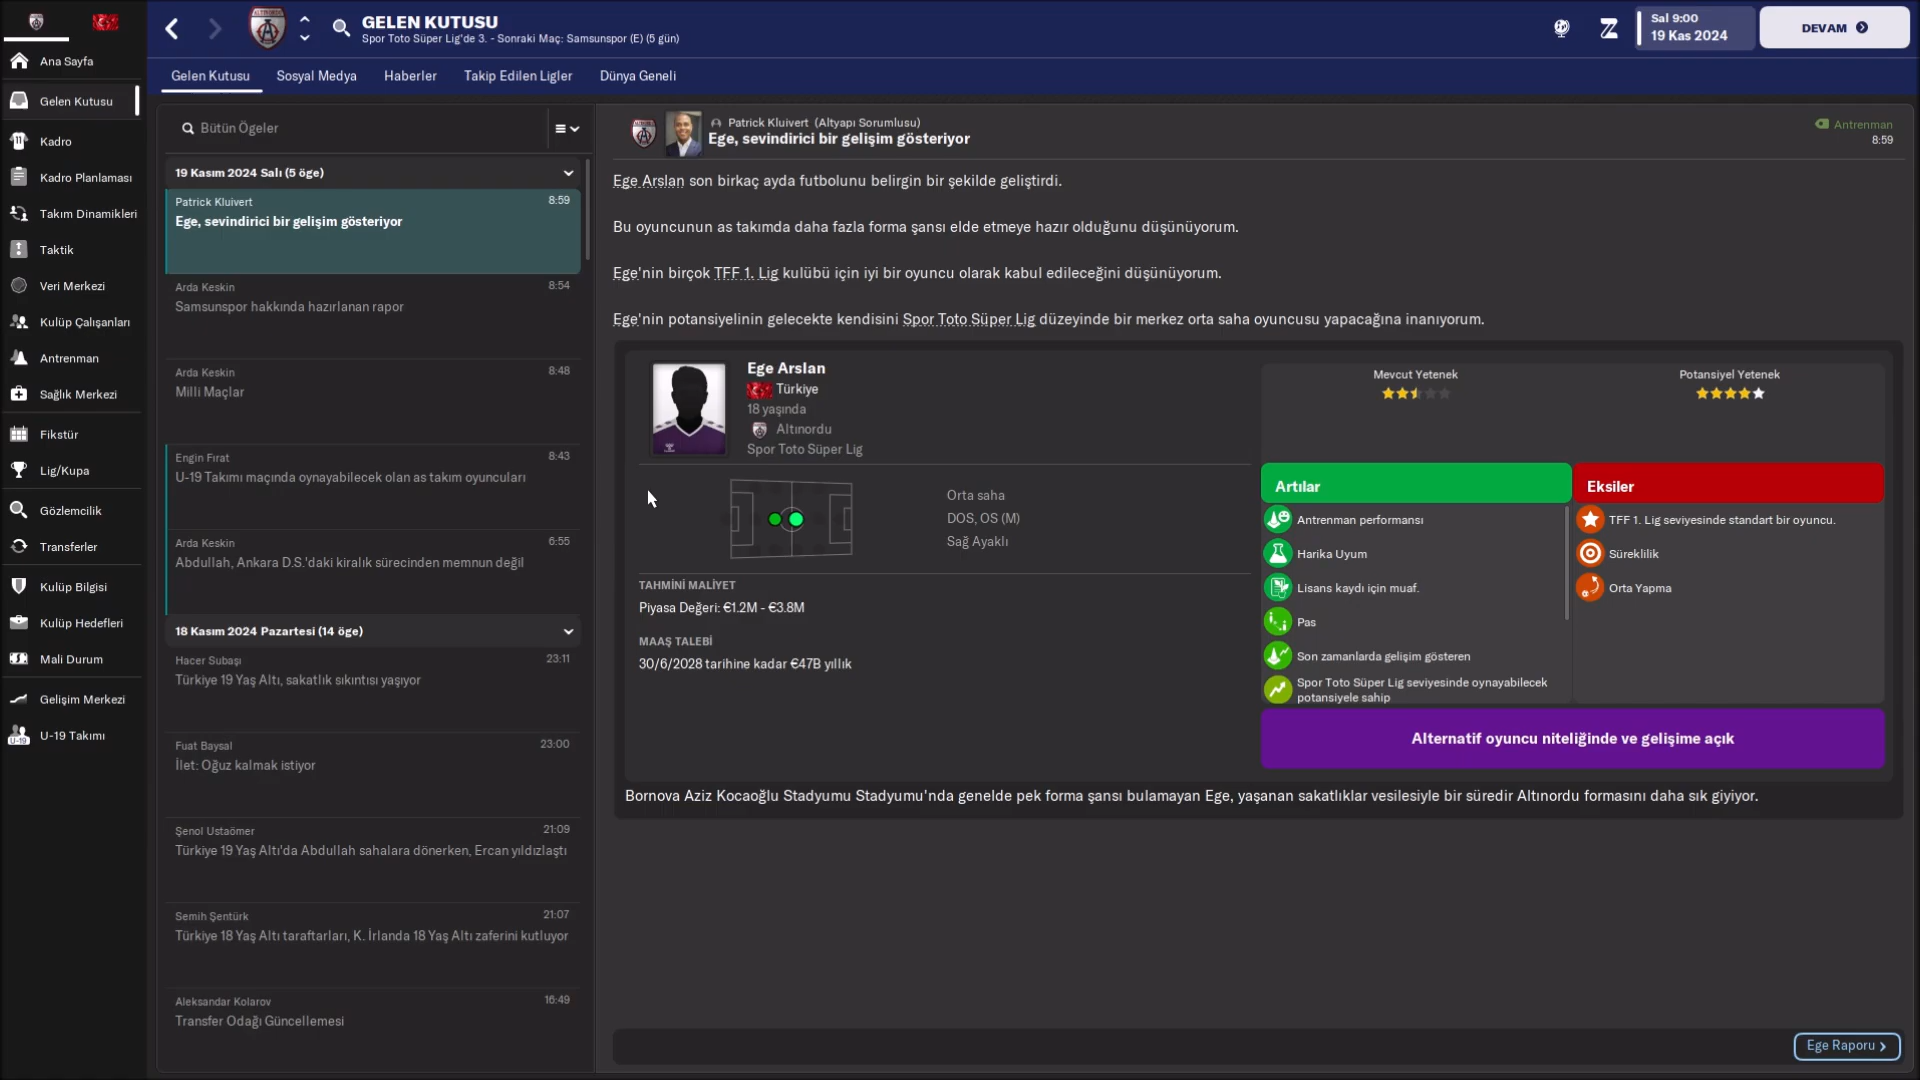 Ana Sayfa
Gelen Kutusu
Kadro
Kadro Planlaması
Takım Dinamikleri
Taktik
Veri Merkezi
Kulüp Çalışanları
Antrenman
Sağlık Merkezi
Fikstür
Lig/Kupa
Gözlemcilik
Transferler
Kulüp Bilgisi
Kulüp Hedefleri
Mali Durum
Gelişim Merkezi
U-19 Takımı
GELEN KUTUSU
Spor Toto Süper Lig'de 3. - Sonraki Maç: Samsunspor (E) (5 gün)
Sal 9:00
19 Kas 2024
DEVAM
Gelen Kutusu
Sosyal Medya
Haberler
Takip Edilen Ligler
Dünya Geneli
Bütün Ögeler
19 Kasım 2024 Salı (5 öge)
Patrick Kluivert 8:59
Ege, sevindirici bir gelişim gösteriyor
Arda Keskin 8:54
Samsunspor hakkında hazırlanan rapor
Arda Keskin 8:48
Milli Maçlar
Engin Fırat 8:43
U-19 Takımı maçında oynayabilecek olan as takım oyuncuları
Arda Keskin 6:55
Abdullah, Ankara D.S.'daki kiralık sürecinden memnun değil
18 Kasım 2024 Pazartesi (14 öge)
Hacer Subaşı 23:11
Türkiye 19 Yaş Altı, sakatlık sıkıntısı yaşıyor
Fuat Baysal 23:00
İlet: Oğuz kalmak istiyor
Şenol Ustaömer 21:09
Türkiye 19 Yaş Altı'da Abdullah sahalara dönerken, Ercan yıldızlaştı
Semih Şentürk 21:07
Türkiye 18 Yaş Altı taraftarları, K. İrlanda 18 Yaş Altı zaferini kutluyor
Aleksandar Kolarov 16:49
Transfer Odağı Güncellemesi
Patrick Kluivert (Altyapı Sorumlusu)
Ege, sevindirici bir gelişim gösteriyor
Antrenman
8:59
Ege Arslan son birkaç ayda futbolunu belirgin bir şekilde geliştirdi.
Bu oyuncunun as takımda daha fazla forma şansı elde etmeye hazır olduğunu düşünüyorum.
Ege'nin birçok TFF 1. Lig kulübü için iyi bir oyuncu olarak kabul edileceğini düşünüyorum.
Ege'nin potansiyelinin gelecekte kendisini Spor Toto Süper Lig düzeyinde bir merkez orta saha oyuncusu yapacağına inanıyorum.
Ege Arslan
Türkiye
18 yaşında
Altınordu
Spor Toto Süper Lig
Orta saha
DOS, OS (M)
Sağ Ayaklı
TAHMİNİ MALİYET
Piyasa Değeri: €1.2M - €3.8M
MAAŞ TALEBİ
30/6/2028 tarihine kadar €47B yıllık
Mevcut Yetenek
Potansiyel Yetenek
Artılar
Antrenman performansı
Harika Uyum
Lisans kaydı için muaf.
Pas
Son zamanlarda gelişim gösteren
Spor Toto Süper Lig seviyesinde oynayabilecek
potansiyele sahip
Eksiler
TFF 1. Lig seviyesinde standart bir oyuncu.
Süreklilik
Orta Yapma
Alternatif oyuncu niteliğinde ve gelişime açık
Bornova Aziz Kocaoğlu Stadyumu Stadyumu'nda genelde pek forma şansı bulamayan Ege, yaşanan sakatlıklar vesilesiyle bir süredir Altınordu formasını daha sık giyiyor.
Ege Raporu